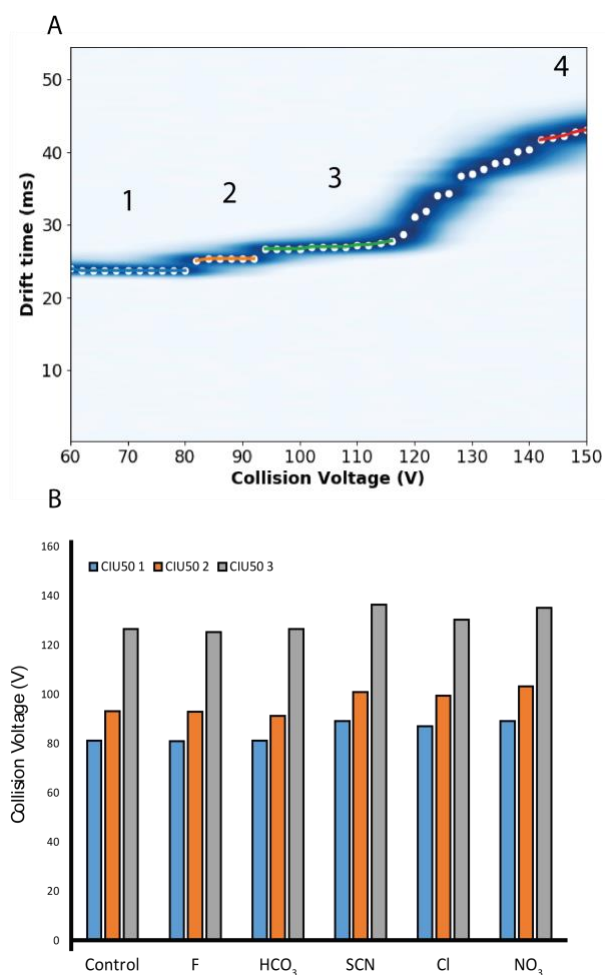 A
1
2
3
4
50
40
30
20
10
Drift time (ms)
60 70 80 90 100 110 120 130 140 150
Collision Voltage (V)
B
160
140
120
100
80
60
40
20
0
Collision Voltage (V)
CIU50 1 CIU50 2 CIU50 3
Control F HCO₃ SCN Cl NO₃